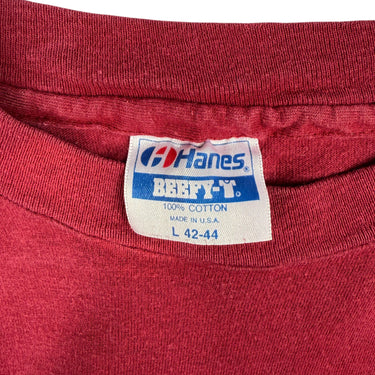 Hanes®
BEEFY-T®
100% COTTON
MADE IN U.S.A.
L 42-44